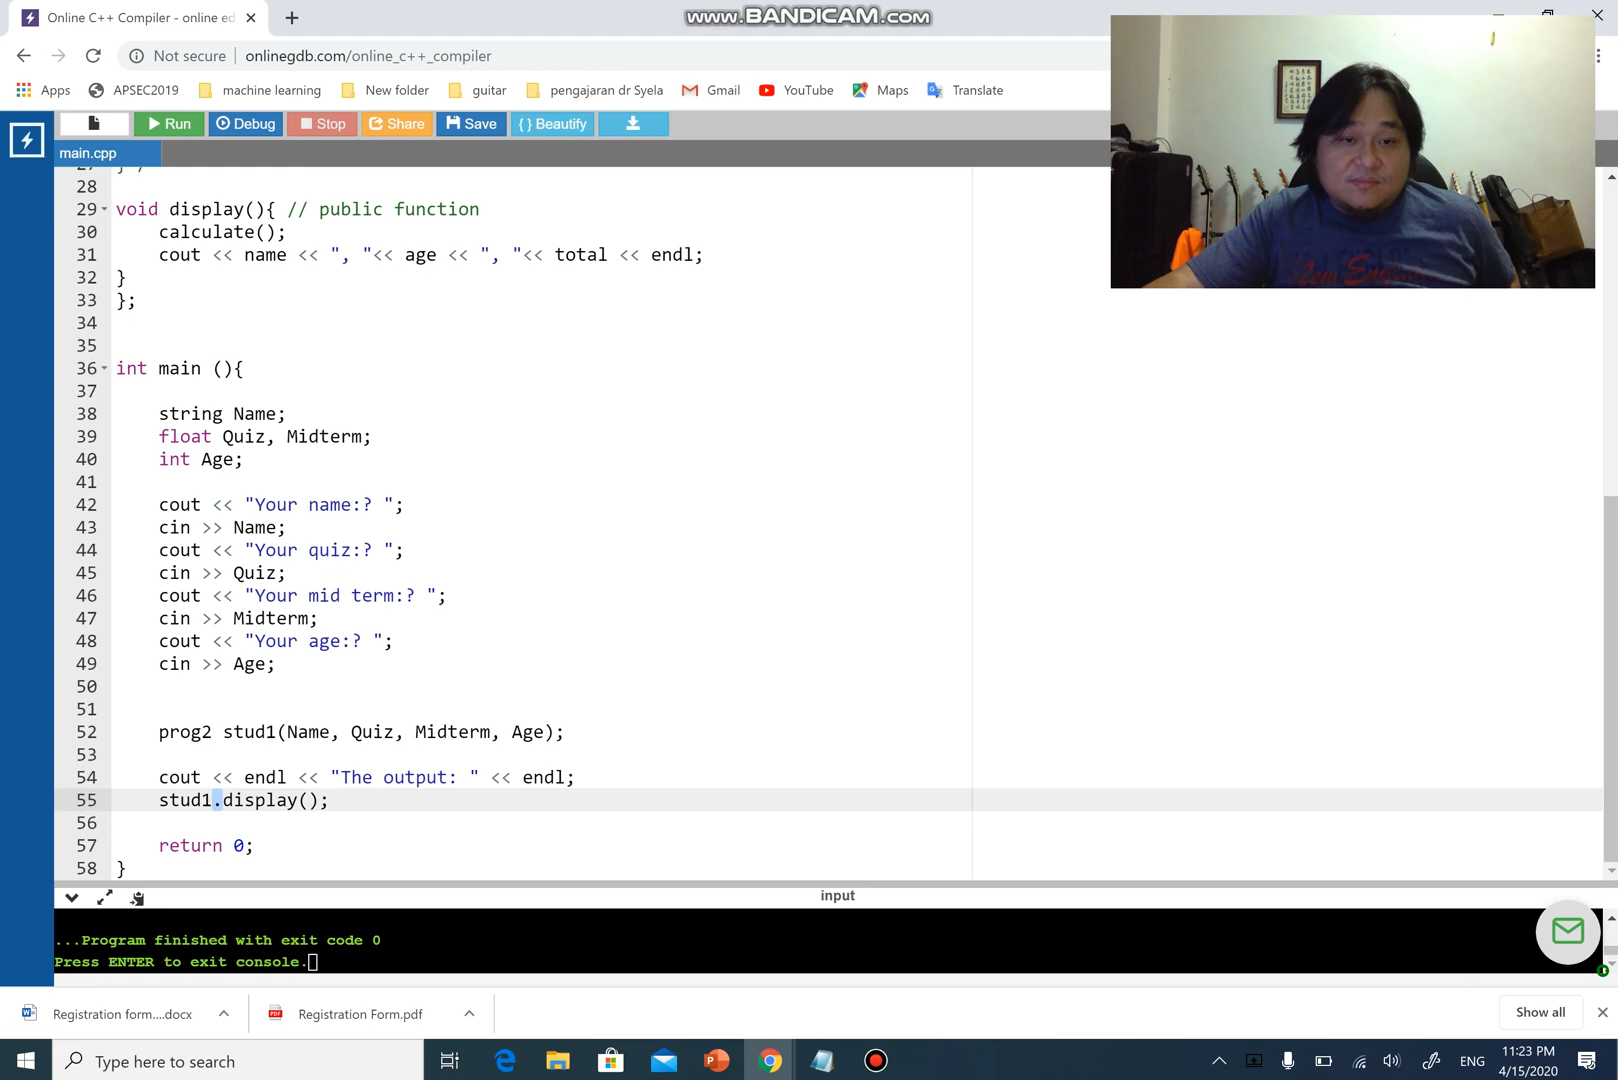 Online C++ Compiler - online ed
www.BANDICAM.com
Not secure
onlinegdb.com/online_c++_compiler
Apps
APSEC2019
machine learning
New folder
guitar
pengajaran dr Syela
Gmail
YouTube
Maps
Translate
Run
Debug
Stop
Share
Save
{ } Beautify
main.cpp
28
29 void display(){ // public function
30 calculate();
31 cout << name << ", "<< age << ", "<< total << endl;
32 }
33 };
34
35
36 int main (){
37
38 string Name;
39 float Quiz, Midterm;
40 int Age;
41
42 cout << "Your name:? ";
43 cin >> Name;
44 cout << "Your quiz:? ";
45 cin >> Quiz;
46 cout << "Your mid term:? ";
47 cin >> Midterm;
48 cout << "Your age:? ";
49 cin >> Age;
50
51
52 prog2 stud1(Name, Quiz, Midterm, Age);
53
54 cout << endl << "The output: " << endl;
55 stud1.display();
56
57 return 0;
58 }
input
...Program finished with exit code 0
Press ENTER to exit console.
Registration form....docx
Registration Form.pdf
Show all
Type here to search
ENG
11:23 PM
4/15/2020